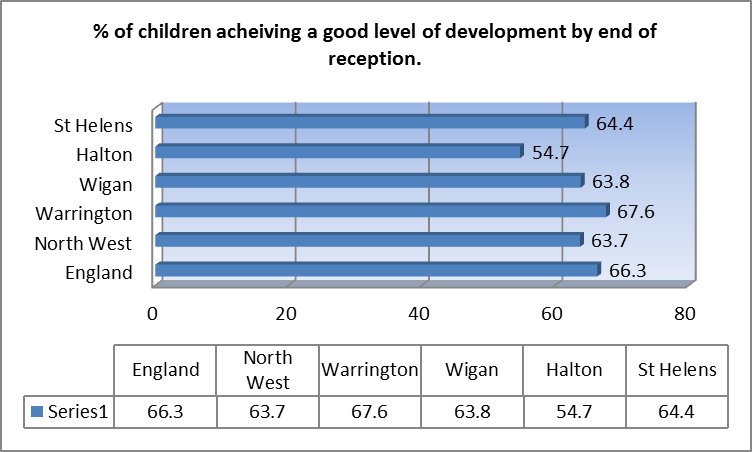 % of children acheiving a good level of development by end of
reception.
St Helens 64.4
Halton 54.7
Wigan 63.8
Warrington 67.6
North West 63.7
England 66.3
0 20 40 60 80
England North West Warrington Wigan Halton St Helens
Series1 66.3 63.7 67.6 63.8 54.7 64.4